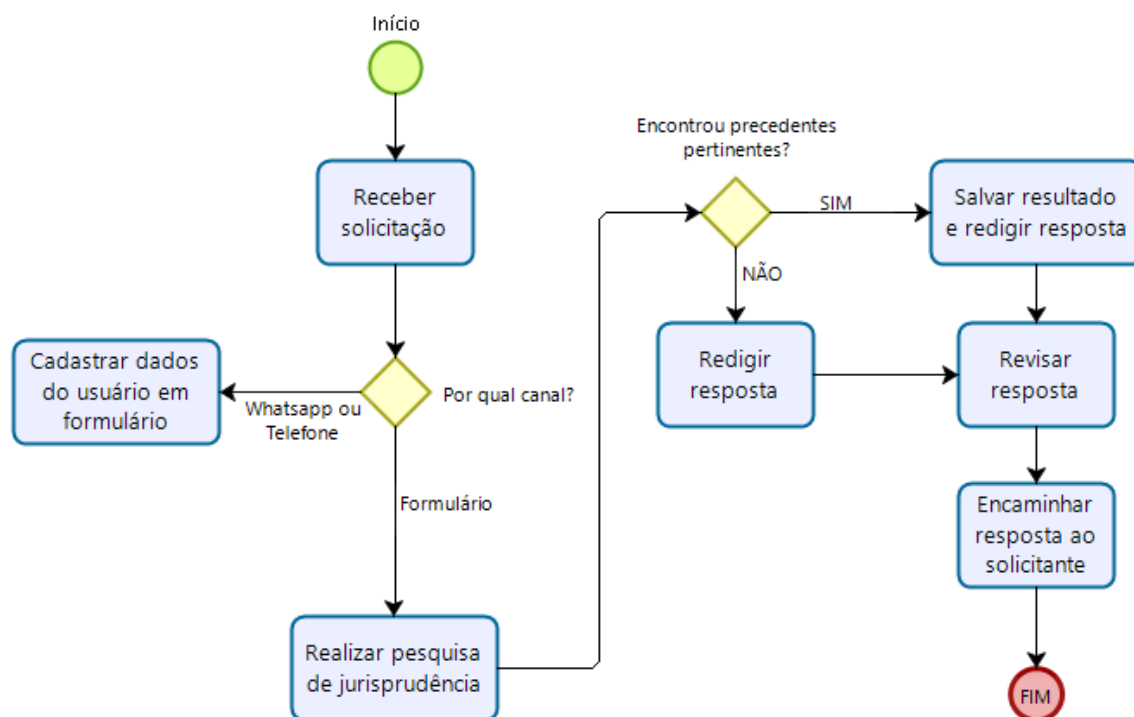 Início
Receber
solicitação
Por qual canal?
Whatsapp ou
Telefone
Cadastrar dados
do usuário em
formulário
Formulário
Realizar pesquisa
de jurisprudência
Encontrou precedentes
pertinentes?
SIM
Salvar resultado
e redigir resposta
NÃO
Redigir
resposta
Revisar
resposta
Encaminhar
resposta ao
solicitante
FIM